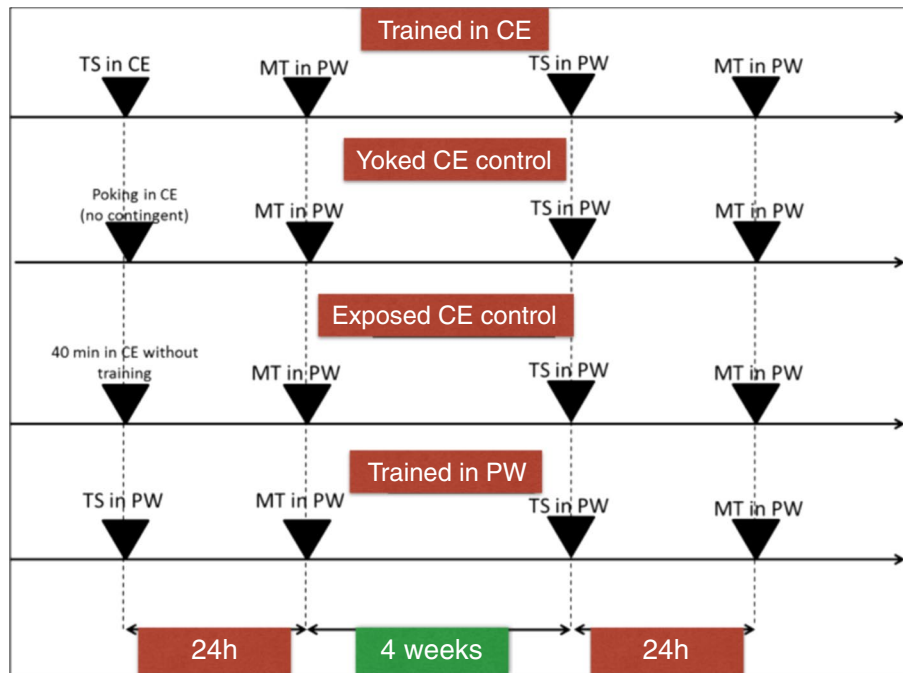 Trained in CE
TS in CE
MT in PW
TS in PW
MT in PW
Yoked CE control
Poking in CE
(no contingent)
MT in PW
TS in PW
MT in PW
Exposed CE control
40 min in CE without
training
MT in PW
TS in PW
MT in PW
Trained in PW
TS in PW
MT in PW
TS in PW
MT in PW
24h
4 weeks
24h